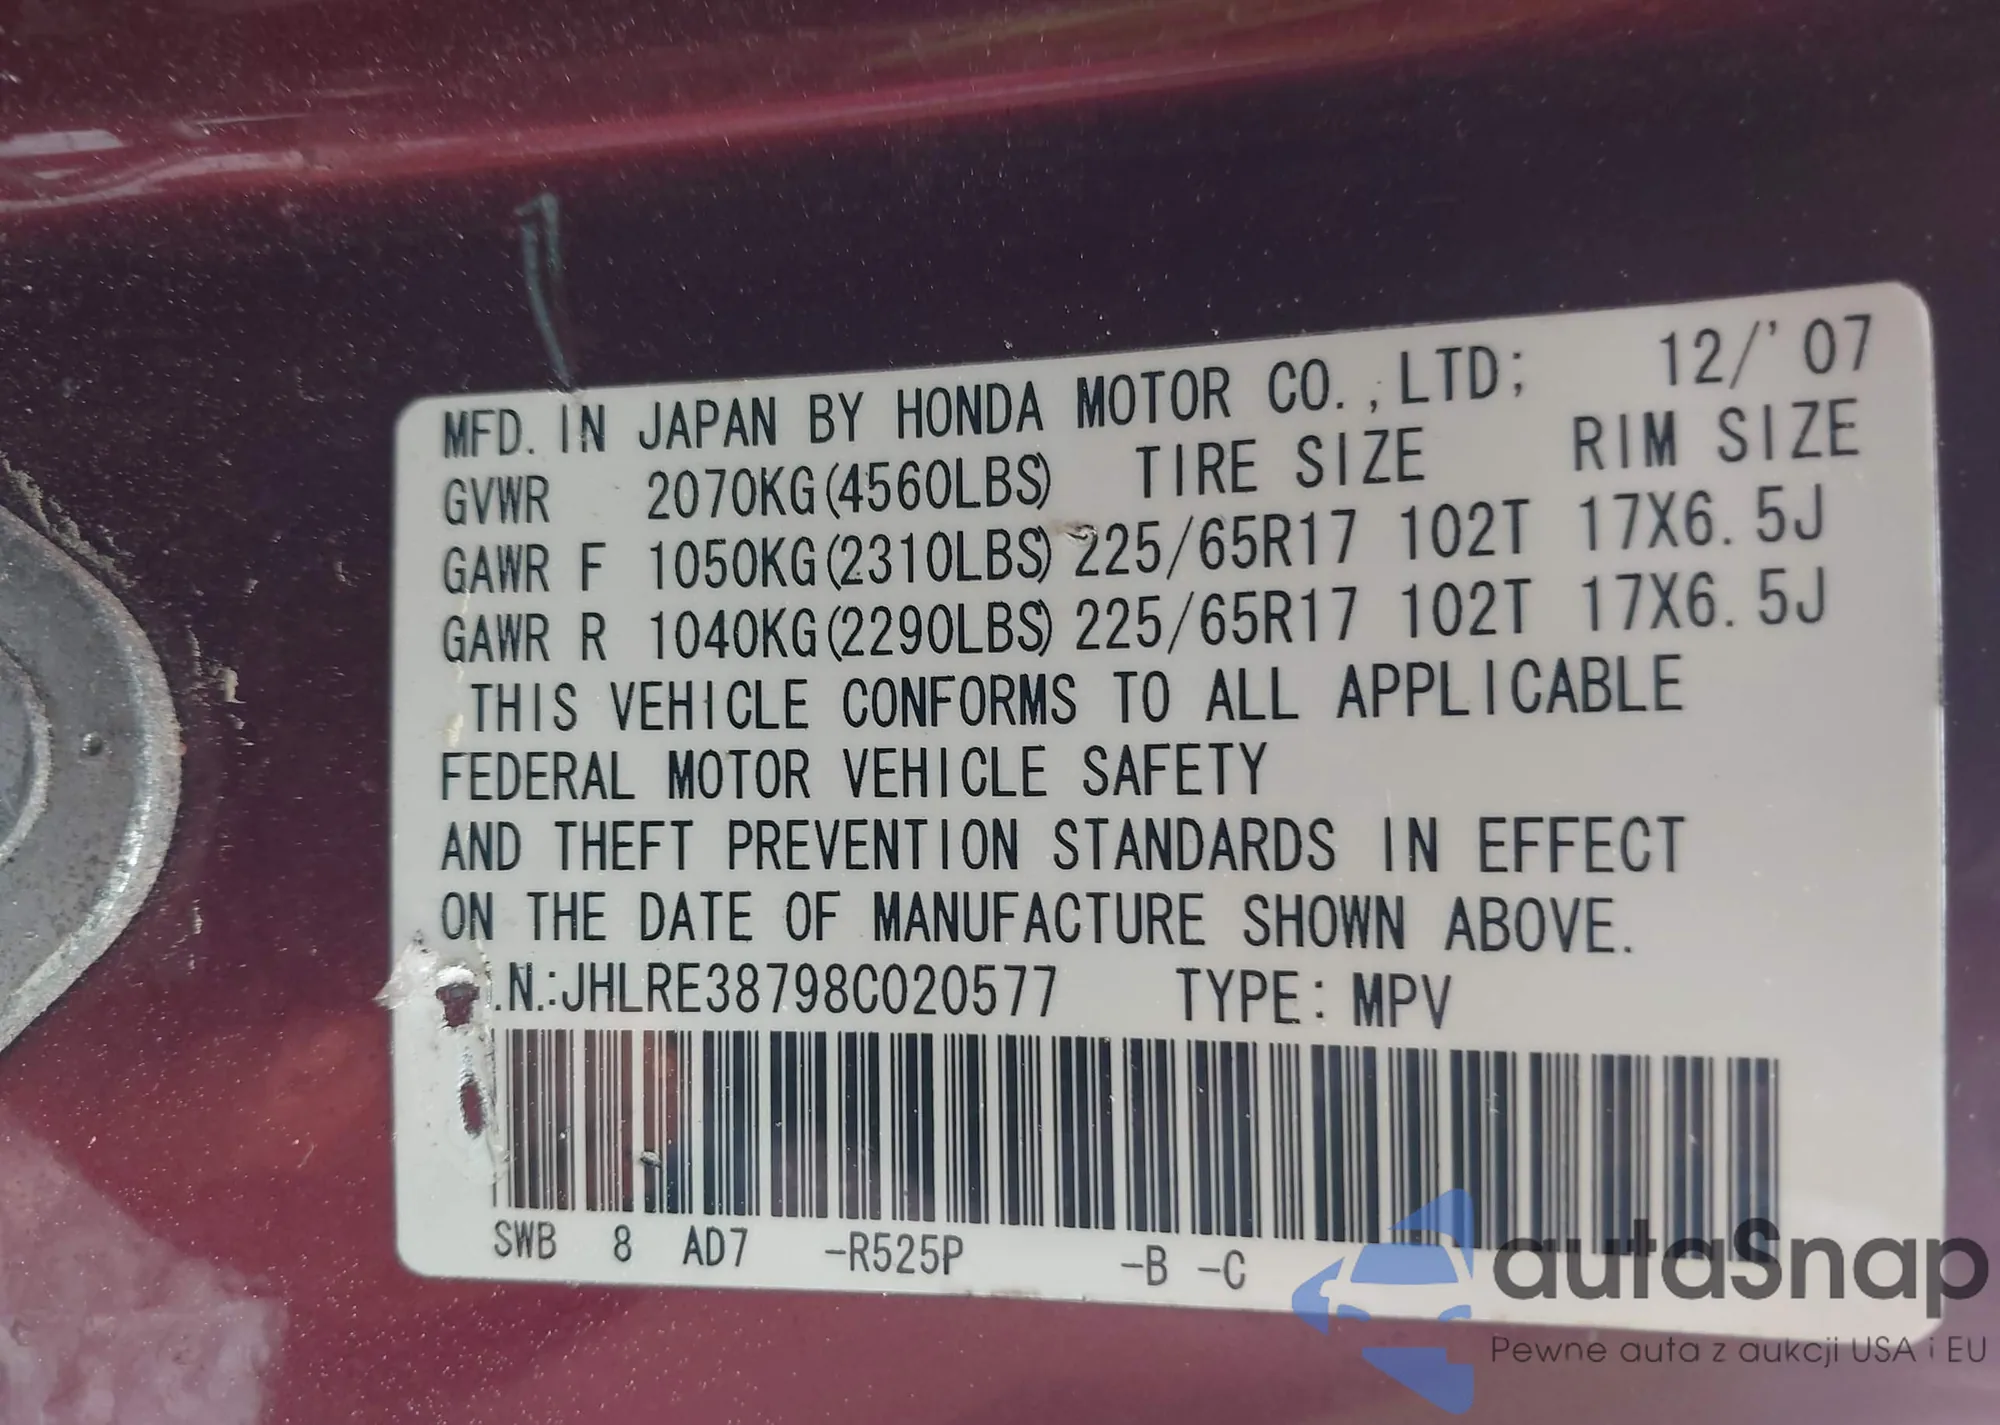 MFD. IN JAPAN BY HONDA MOTOR CO.,LTD; 12/'07
GVWR 2070KG(4560LBS) TIRE SIZE RIM SIZE
GAWR F 1050KG(2310LBS) 225/65R17 102T 17X6.5J
GAWR R 1040KG(2290LBS) 225/65R17 102T 17X6.5J
THIS VEHICLE CONFORMS TO ALL APPLICABLE
FEDERAL MOTOR VEHICLE SAFETY
AND THEFT PREVENTION STANDARDS IN EFFECT
ON THE DATE OF MANUFACTURE SHOWN ABOVE.
.N.:JHLRE38798C020577 TYPE: MPV
SWB 8 AD7 -R525P -B -C
autaSnap
Pewne auta z aukcji USA i EU